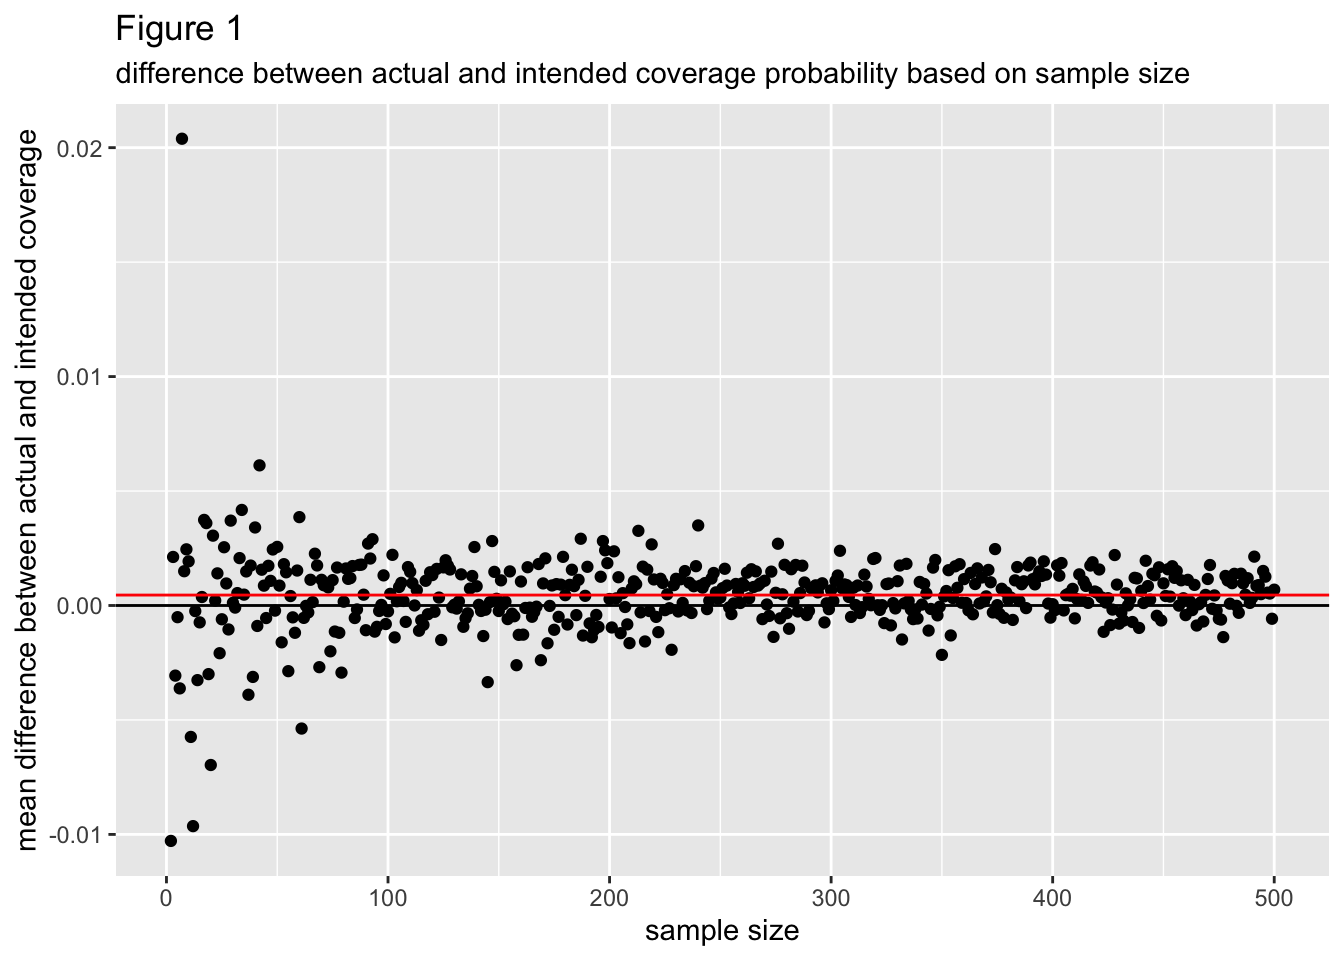 Figure 1
difference between actual and intended coverage probability based on sample size
mean difference between actual and intended coverage
0.02
0.01
0.00
-0.01
0 100 200 300 400 500
sample size